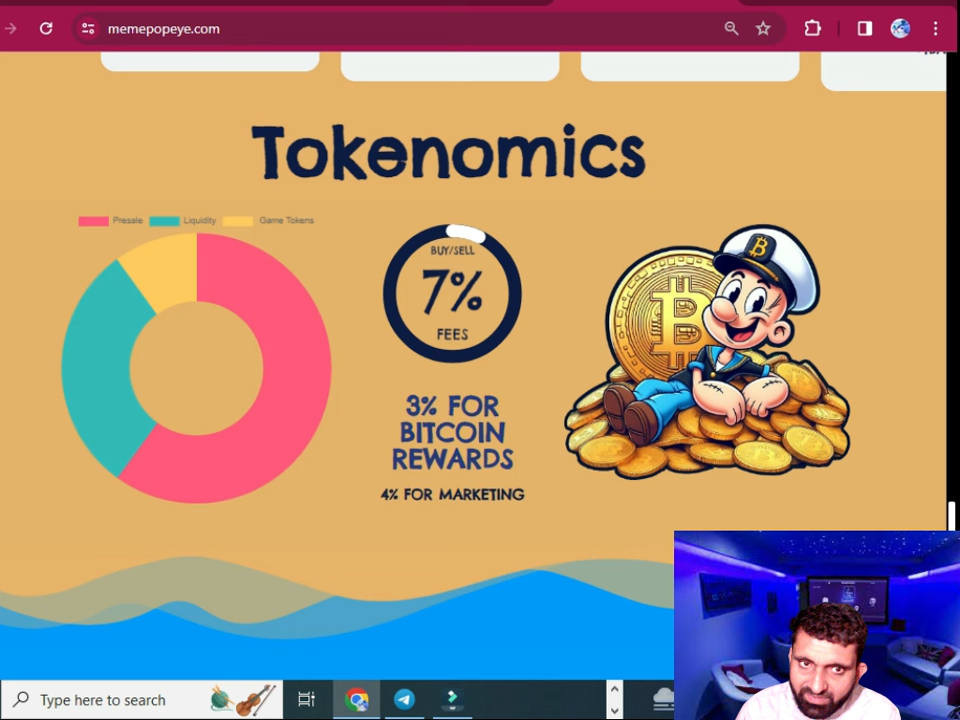 memepopeye.com
Tokenomics
Presale Liquidity Game Tokens
BUY/SELL
7%
FEES
3% FOR
BITCOIN
REWARDS
4% FOR MARKETING
Type here to search